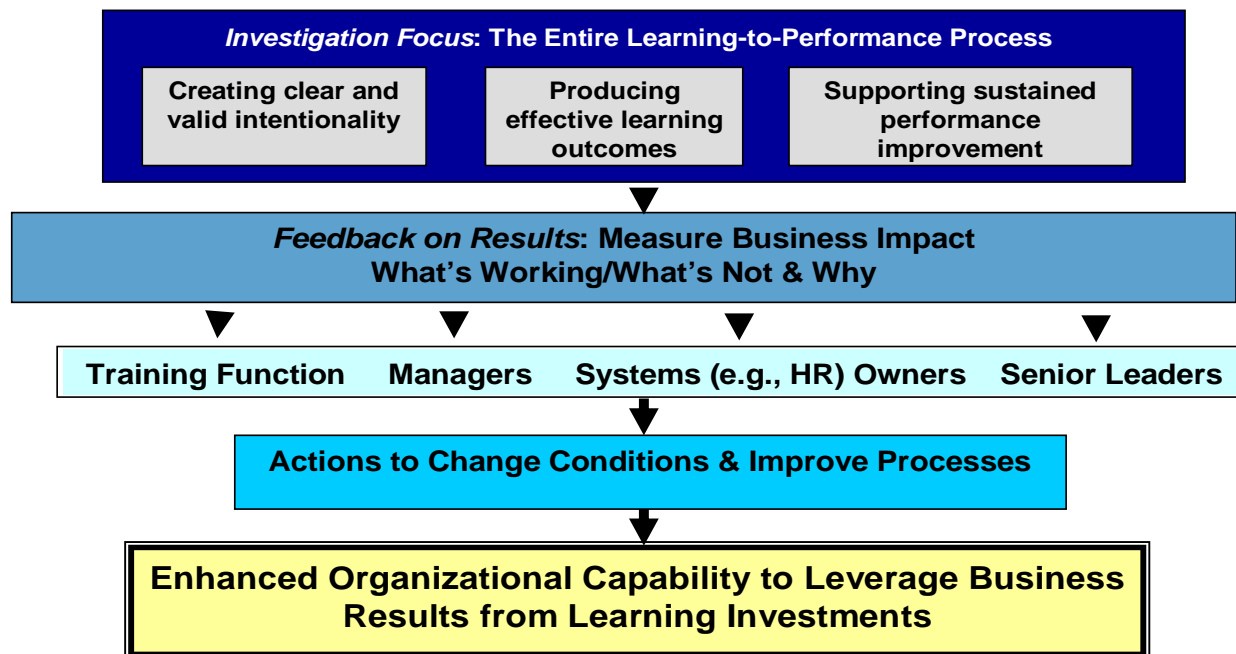 Investigation Focus: The Entire Learning-to-Performance Process
Creating clear and
valid intentionality
Producing
effective learning
outcomes
Supporting sustained
performance
improvement
Feedback on Results: Measure Business Impact
What’s Working/What’s Not & Why
Training Function Managers Systems (e.g., HR) Owners Senior Leaders
Actions to Change Conditions & Improve Processes
Enhanced Organizational Capability to Leverage Business
Results from Learning Investments